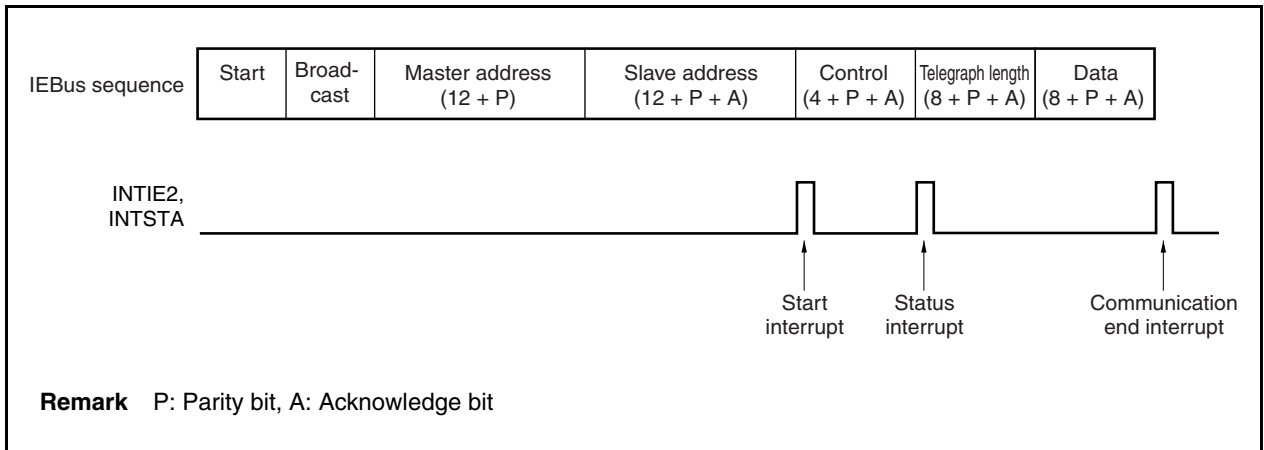 IEBus sequence
Start
Broad-
cast
Master address
(12 + P)
Slave address
(12 + P + A)
Control
(4 + P + A)
Telegraph length
(8 + P + A)
Data
(8 + P + A)
INTIE2,
INTSTA
Start
interrupt
Status
interrupt
Communication
end interrupt
Remark P: Parity bit, A: Acknowledge bit